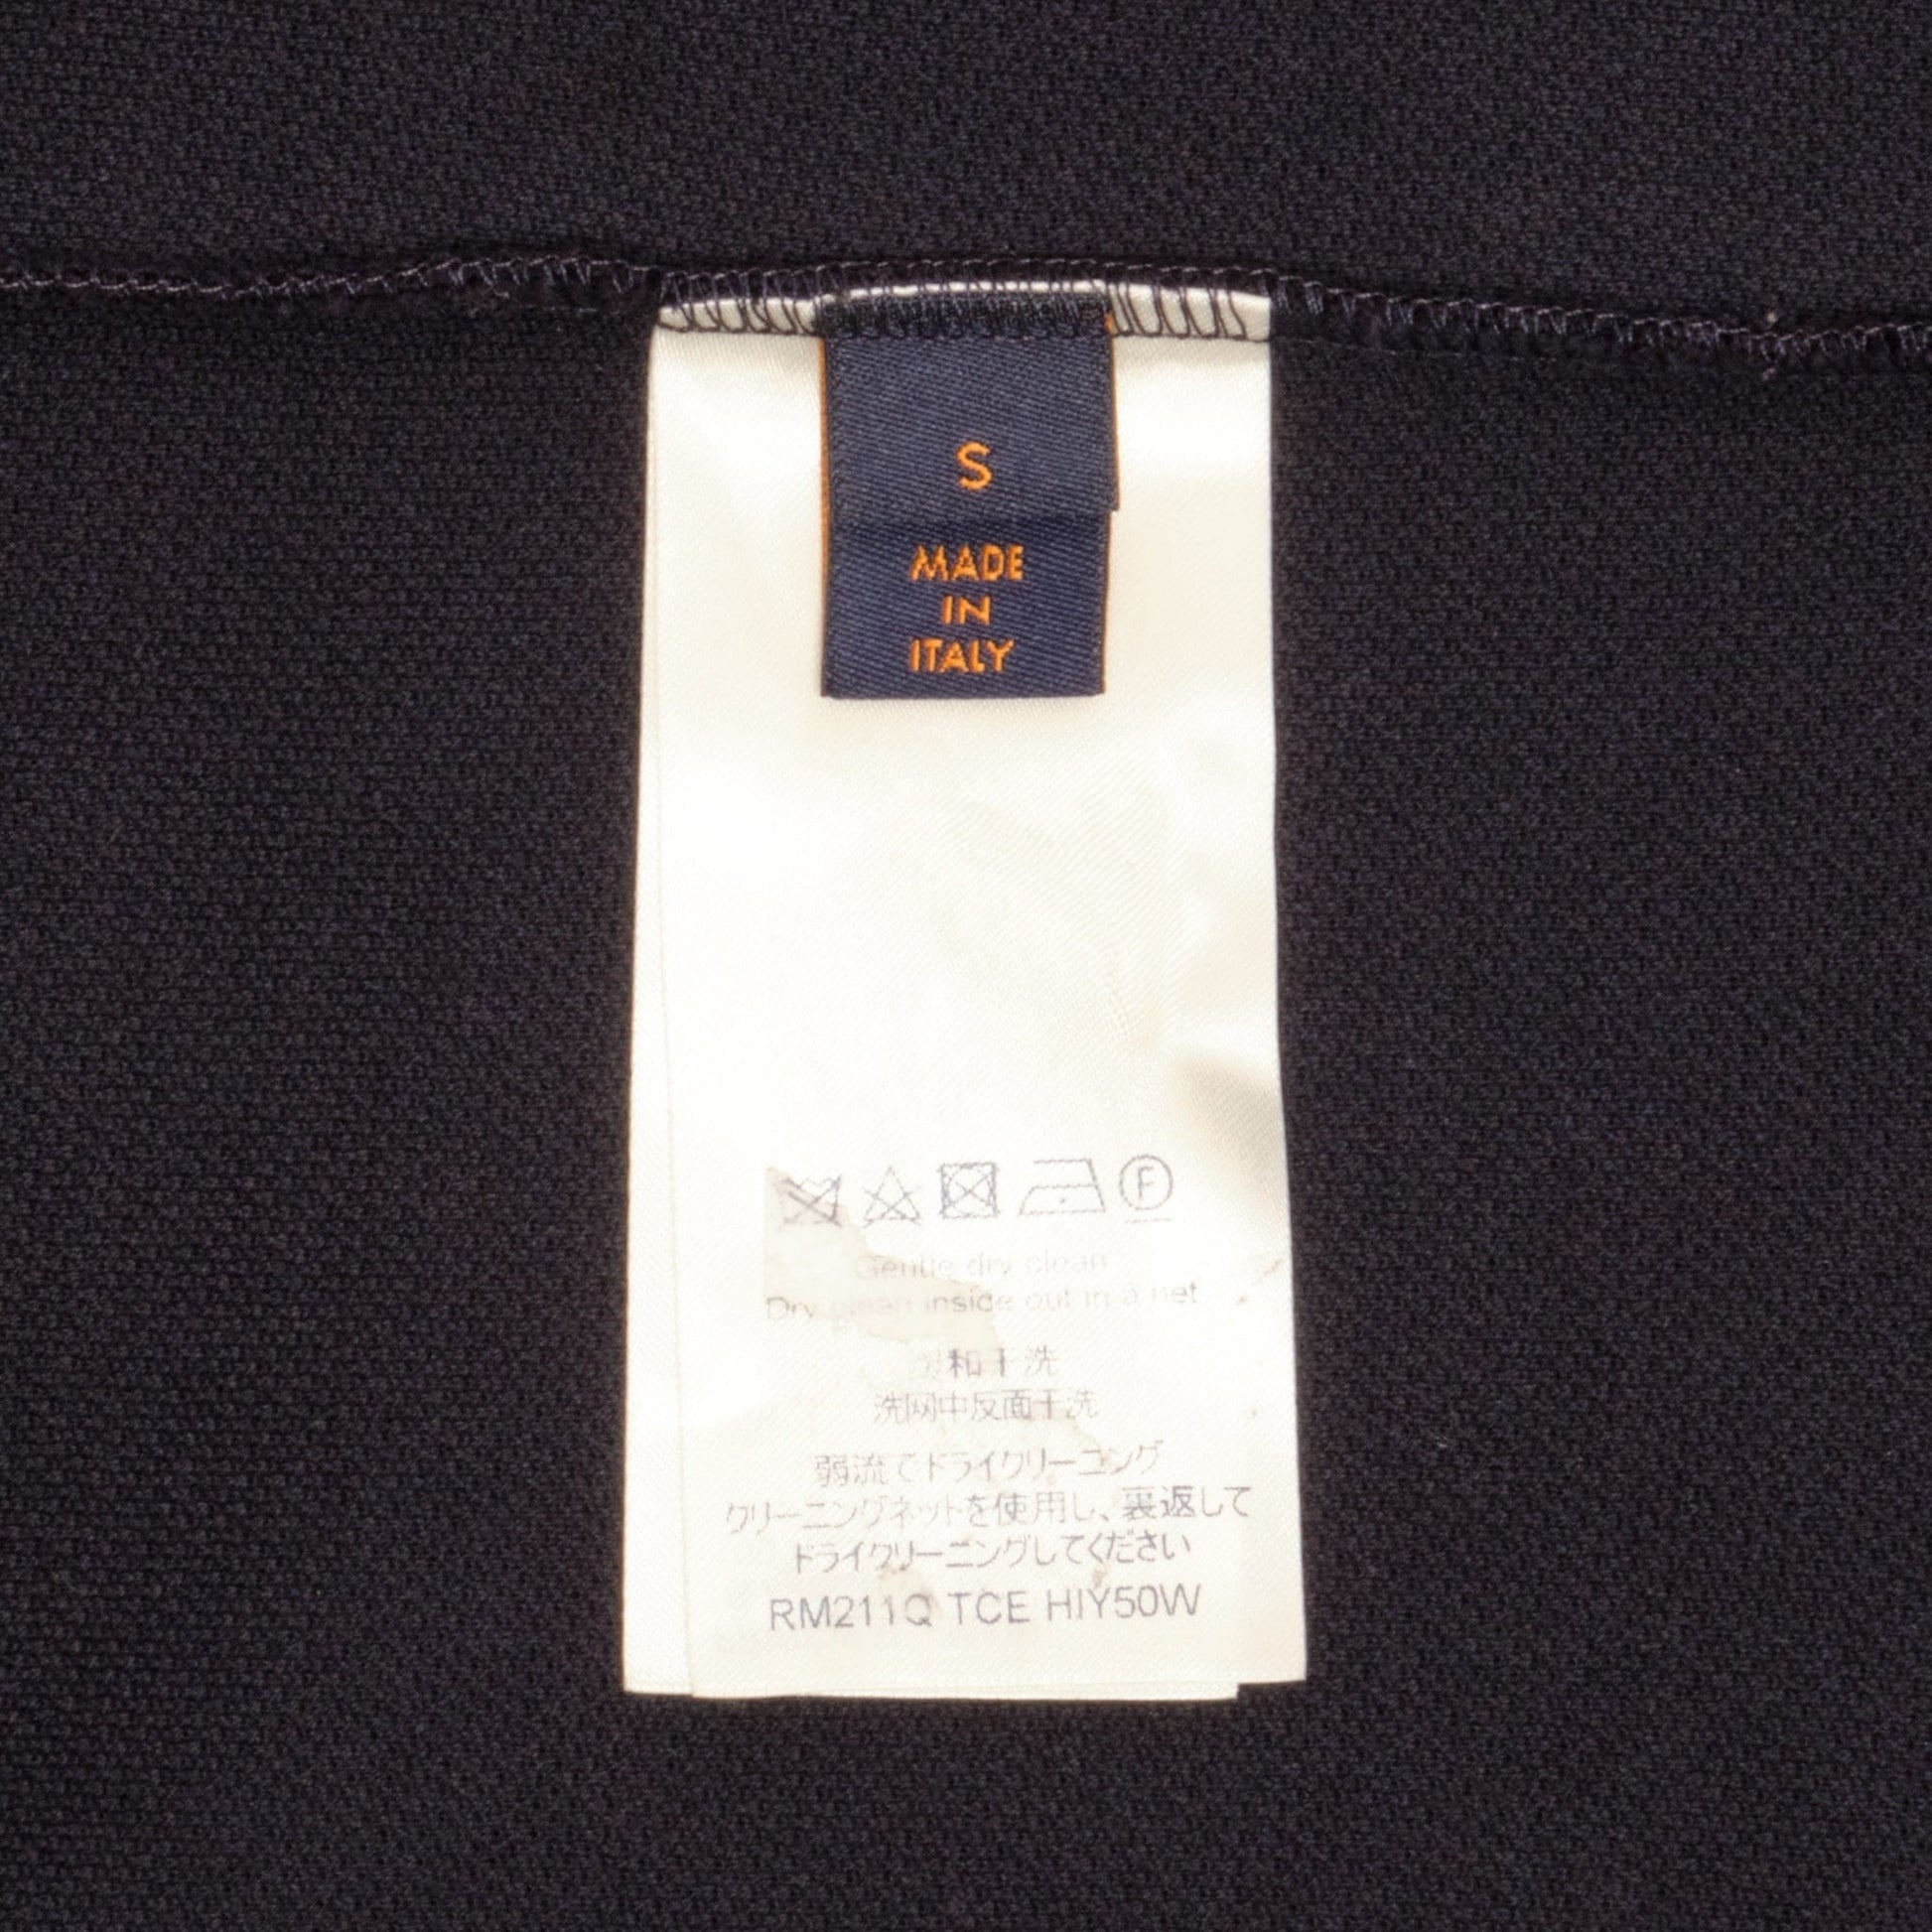 S
MADE
IN
ITALY
F
Gentle dry clean
Dry clean inside out in a net
和干洗
洗网中反面干洗
弱流でドライクリーニング
クリーニングネットを使用し、裏返して
ドライクリーニングしてください
RM211Q TCE HIY50W